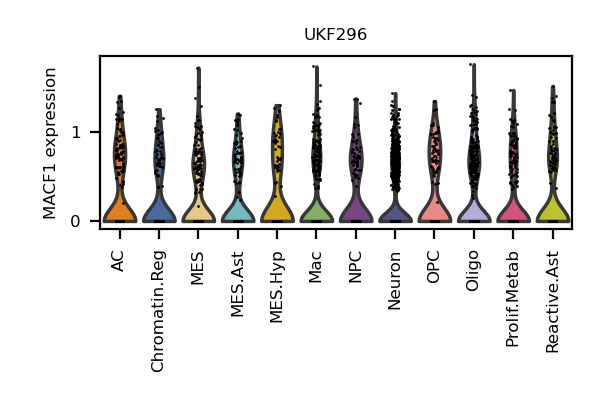 UKF296
MACF1 expression
1
0
AC
Chromatin.Reg
MES
MES.Ast
MES.Hyp
Mac
NPC
Neuron
OPC
Oligo
Prolif.Metab
Reactive.Ast